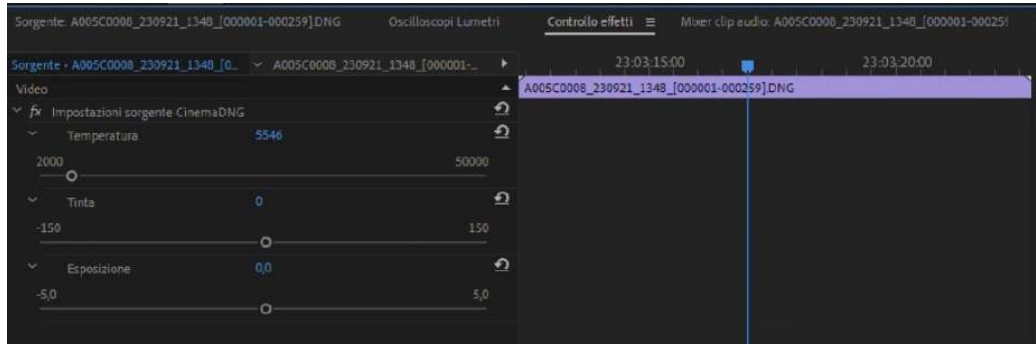 Sorgente: A005C0008_230921_1348_[000001-000259].DNG Oscilloscopi Lumetri Controllo effetti Mixer clip audio: A005C0008_230921_1348_[000001-00025
Sorgente - A005C0008_230921_1348_[0... A005C0008_230921_1348_[000001-... 23:03:15:00 23:03:20:00
Video A005C0008_230921_1348_[000001-000259].DNG
fx Impostazioni sorgente CinemaDNG
Temperatura 5546
2000 50000
Tinta 0
-150 150
Esposizione 0,0
-5,0 5,0